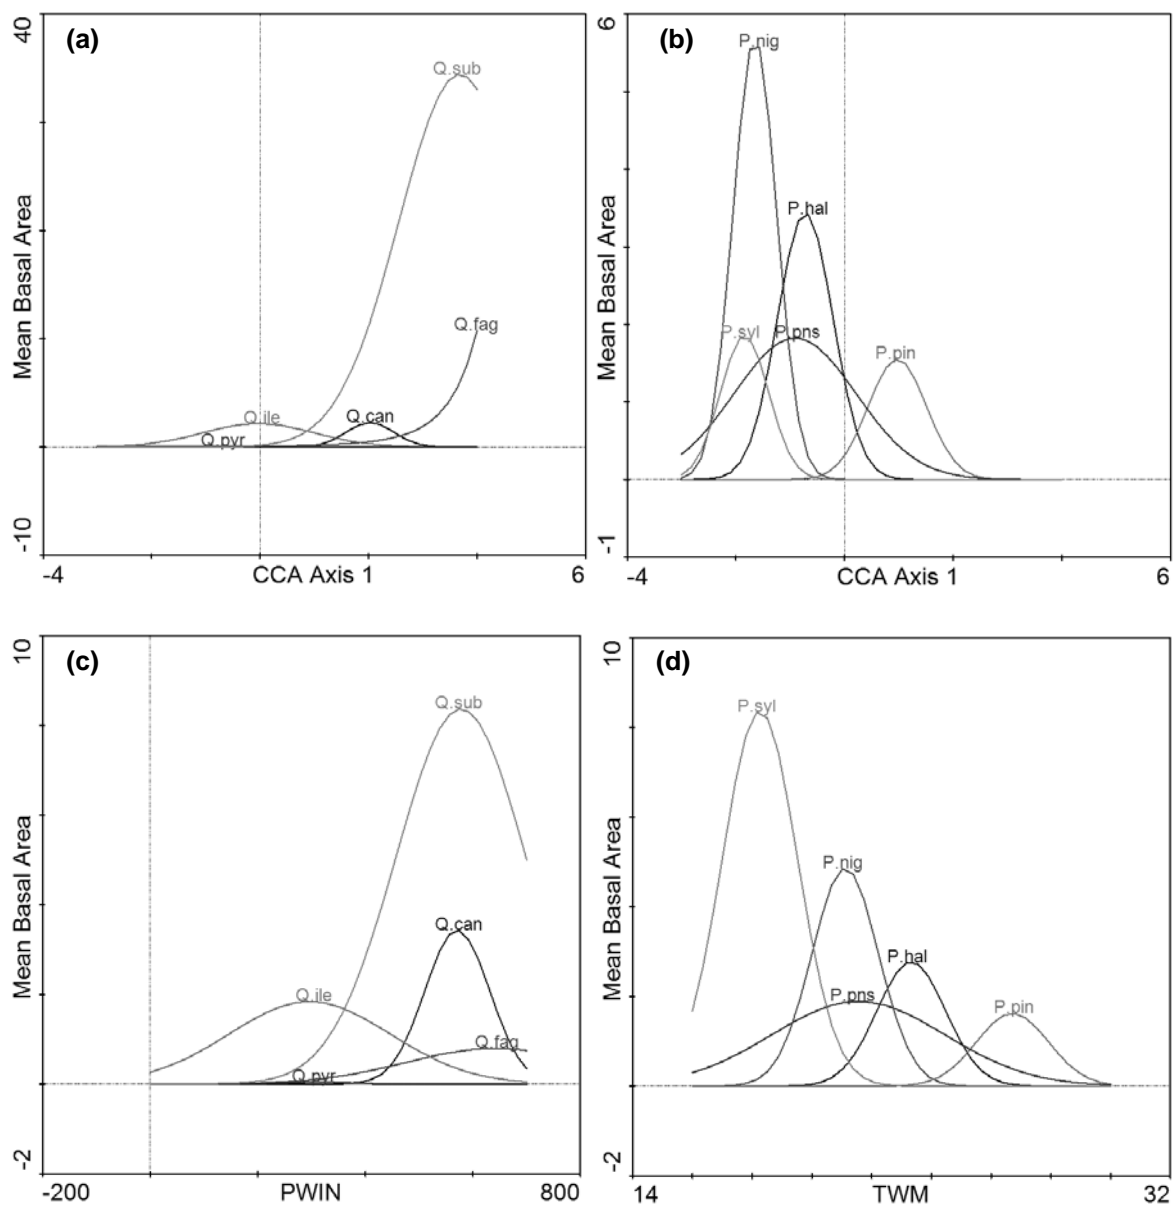 40
(a)
Q.sub
Q.fag
Q.ile
Q.can
Q.pyr
Mean Basal Area
-10
-4
CCA Axis 1
6
6
(b)
P.nig
P.hal
P.syl
P.pns
P.pin
Mean Basal Area
-1
-4
CCA Axis 1
6
10
(c)
Q.sub
Q.can
Q.ile
Q.fag
Q.pyr
Mean Basal Area
-2
-200
PWIN
800
10
(d)
P.syl
P.nig
P.hal
P.pns
P.pin
Mean Basal Area
-2
14
TWM
32